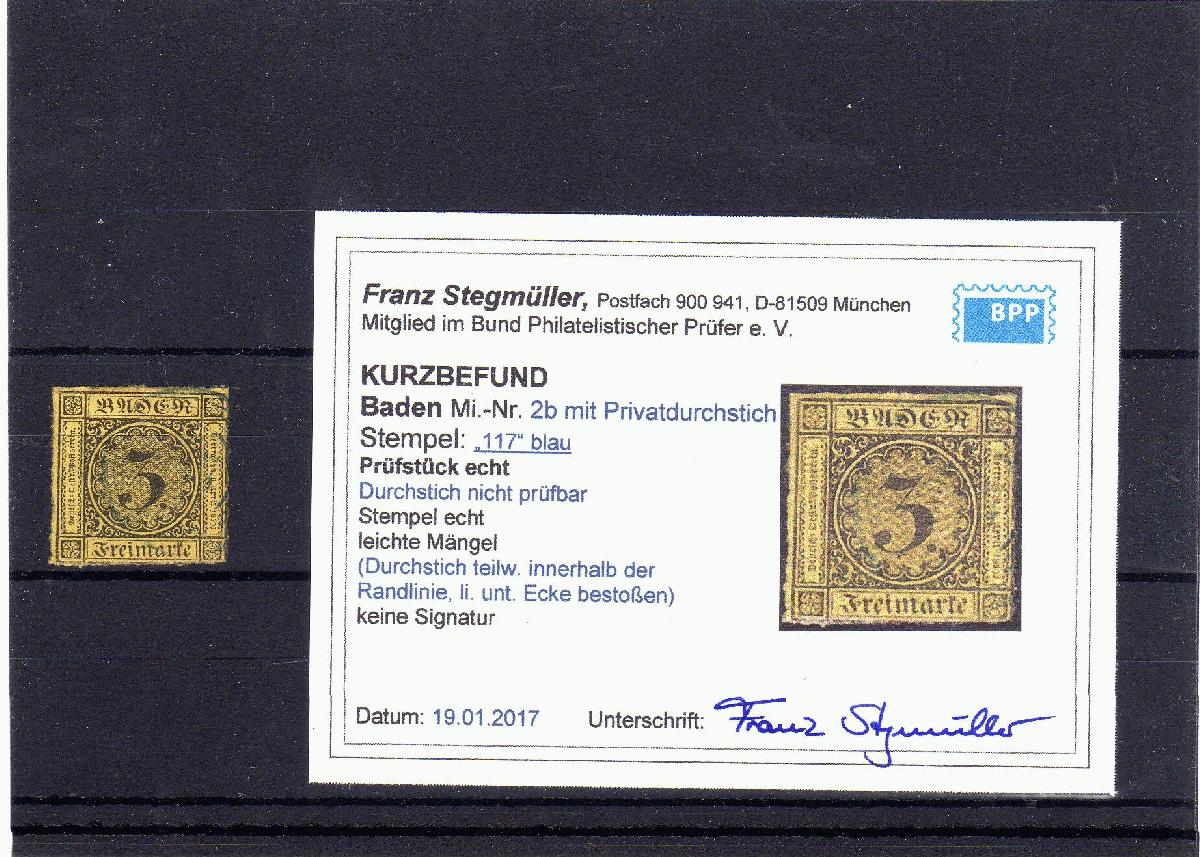 BADEN
3
Freimarke
Franz Stegmüller, Postfach 900 941, D-81509 München
Mitglied im Bund Philatelistischer Prüfer e. V.
BPP
KURZBEFUND
Baden Mi.-Nr. 2b mit Privatdurchstich
Stempel: „117“ blau
Prüfstück echt
Durchstich nicht prüfbar
Stempel echt
leichte Mängel
(Durchstich teilw. innerhalb der
Randlinie, li. unt. Ecke bestoßen)
keine Signatur
BADEN
3
Freimarke
Datum: 19.01.2017 Unterschrift: Franz Stegmüller